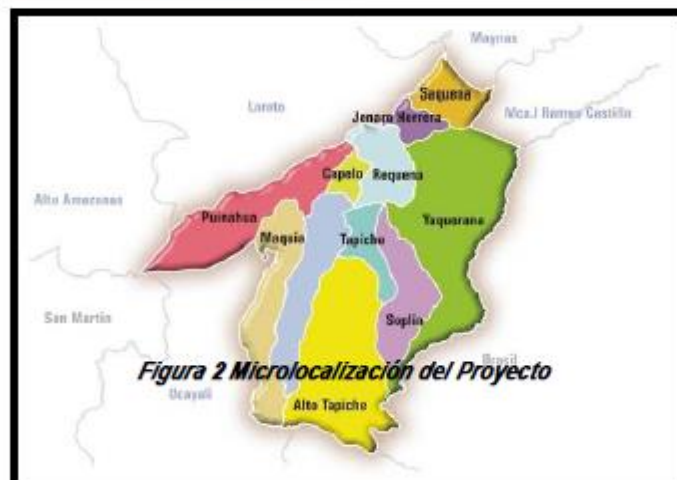 Maynas
Saquena
Loreto
Jenaro Herrera
Mcal Ramon Castilla
Capelo
Requena
Alto Amazonas
Puinahua
Yaquerana
Maquia
Tapiche
San Martin
Soplin
Brasil
Figura 2 Microlocalización del Proyecto
Ucayali
Alto Tapiche